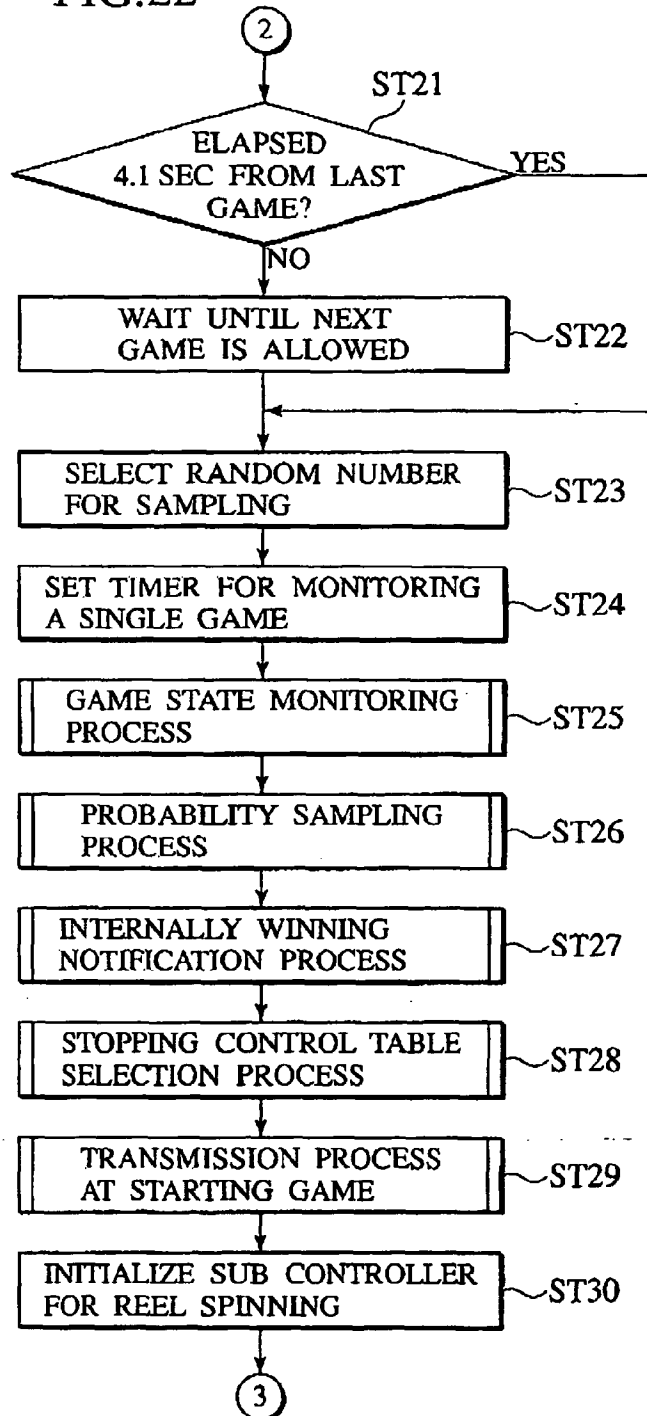 FIG.22
2
ST21
ELAPSED
4.1 SEC FROM LAST
GAME?
YES
NO
WAIT UNTIL NEXT
GAME IS ALLOWED
ST22
SELECT RANDOM NUMBER
FOR SAMPLING
ST23
SET TIMER FOR MONITORING
A SINGLE GAME
ST24
GAME STATE MONITORING
PROCESS
ST25
PROBABILITY SAMPLING
PROCESS
ST26
INTERNALLY WINNING
NOTIFICATION PROCESS
ST27
STOPPING CONTROL TABLE
SELECTION PROCESS
ST28
TRANSMISSION PROCESS
AT STARTING GAME
ST29
INITIALIZE SUB CONTROLLER
FOR REEL SPINNING
ST30
3